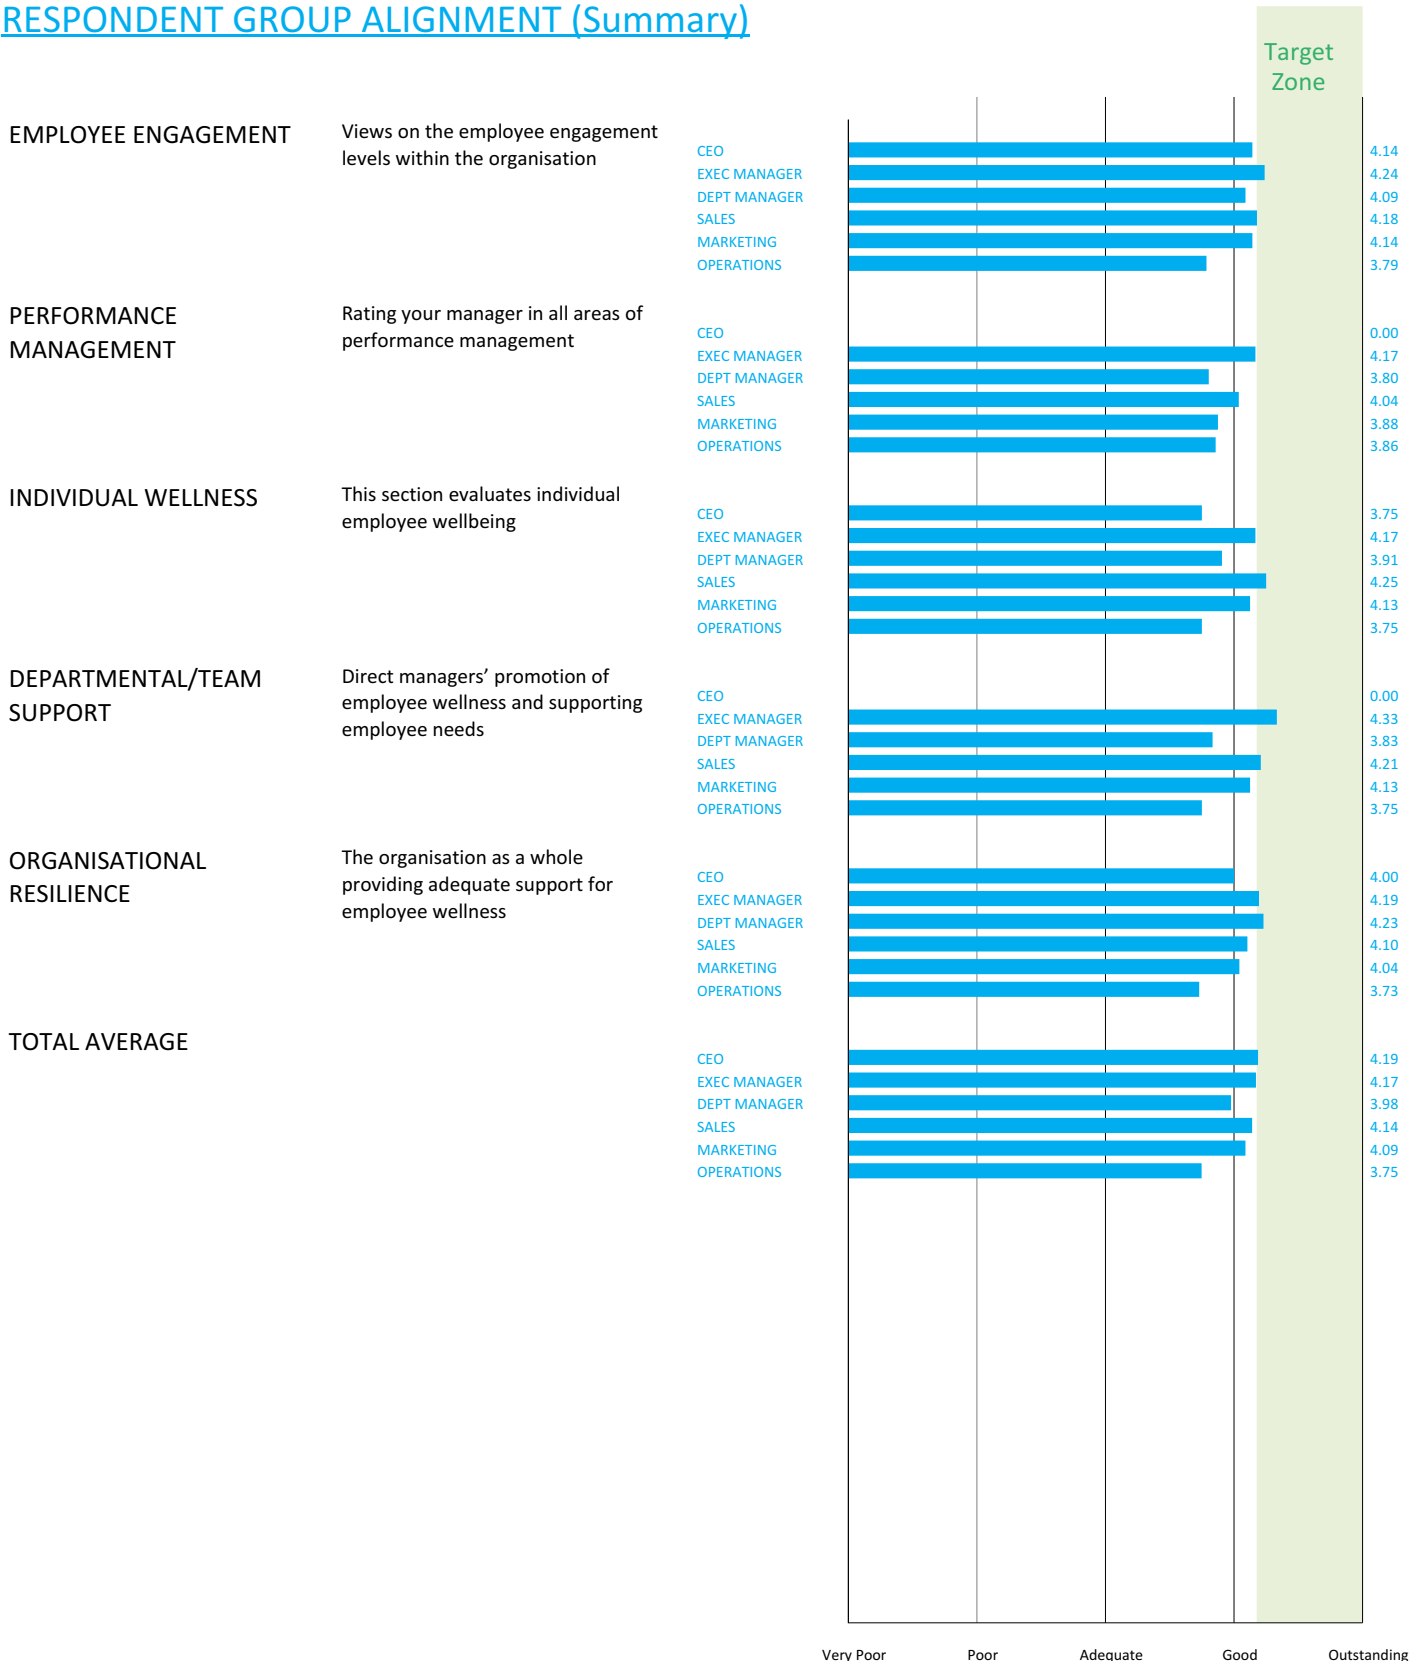 RESPONDENT GROUP ALIGNMENT (Summary)
Target
Zone
EMPLOYEE ENGAGEMENT
Views on the employee engagement
levels within the organisation
CEO 4.14
EXEC MANAGER 4.24
DEPT MANAGER 4.09
SALES 4.18
MARKETING 4.14
OPERATIONS 3.79
PERFORMANCE
MANAGEMENT
Rating your manager in all areas of
performance management
CEO 0.00
EXEC MANAGER 4.17
DEPT MANAGER 3.80
SALES 4.04
MARKETING 3.88
OPERATIONS 3.86
INDIVIDUAL WELLNESS
This section evaluates individual
employee wellbeing
CEO 3.75
EXEC MANAGER 4.17
DEPT MANAGER 3.91
SALES 4.25
MARKETING 4.13
OPERATIONS 3.75
DEPARTMENTAL/TEAM
SUPPORT
Direct managers’ promotion of
employee wellness and supporting
employee needs
CEO 0.00
EXEC MANAGER 4.33
DEPT MANAGER 3.83
SALES 4.21
MARKETING 4.13
OPERATIONS 3.75
ORGANISATIONAL
RESILIENCE
The organisation as a whole
providing adequate support for
employee wellness
CEO 4.00
EXEC MANAGER 4.19
DEPT MANAGER 4.23
SALES 4.10
MARKETING 4.04
OPERATIONS 3.73
TOTAL AVERAGE
CEO 4.19
EXEC MANAGER 4.17
DEPT MANAGER 3.98
SALES 4.14
MARKETING 4.09
OPERATIONS 3.75
Very Poor Poor Adequate Good Outstanding